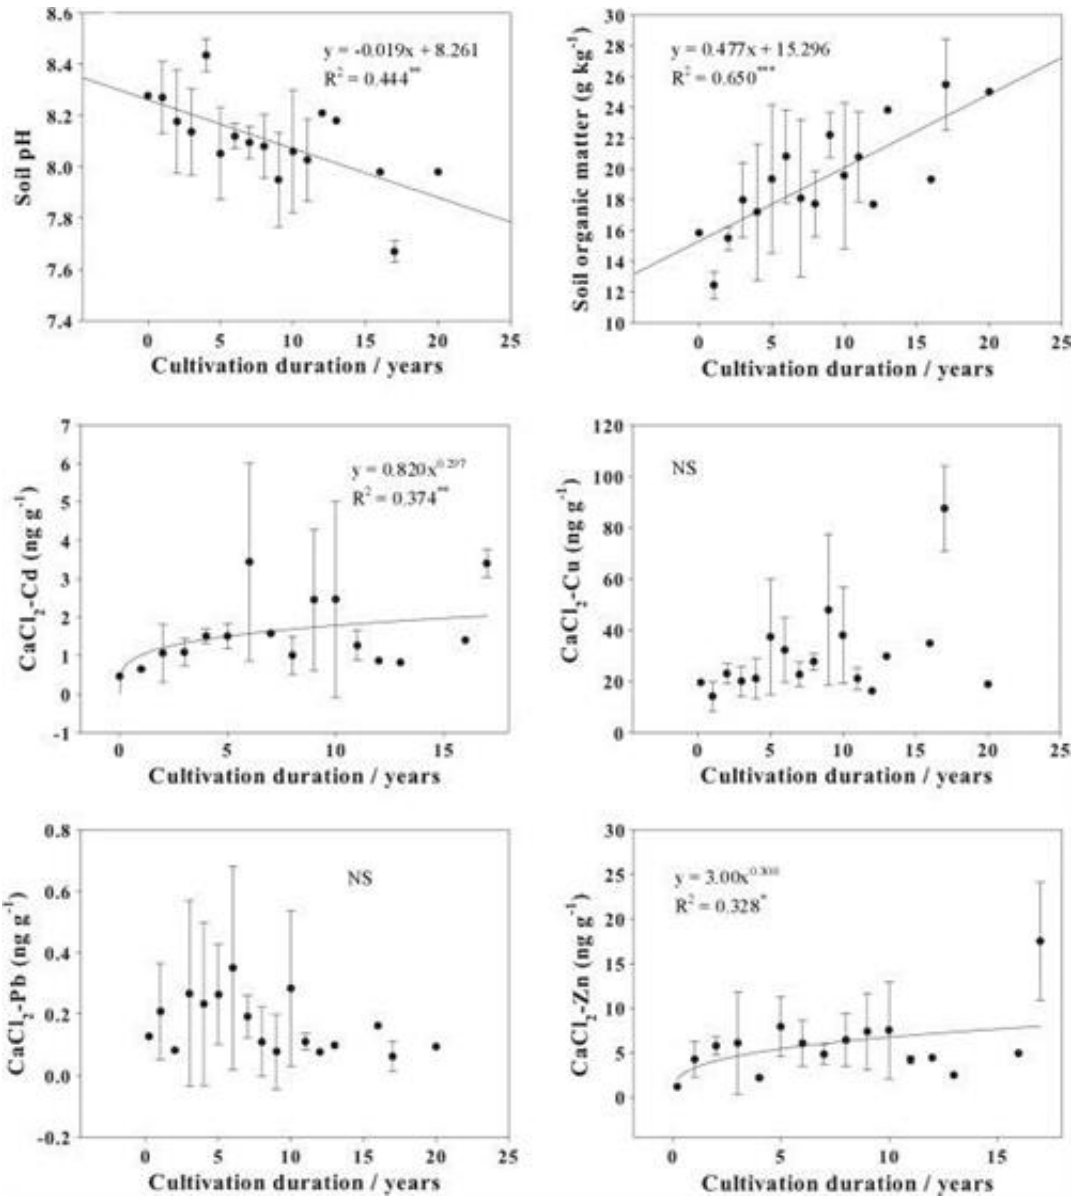 8.6
8.4
8.2
8.0
7.8
7.6
7.4
Soil pH
y = -0.019x + 8.261
R² = 0.444**
0 5 10 15 20 25
Cultivation duration / years
30
28
26
24
22
20
18
16
14
12
10
Soil organic matter (g kg⁻¹)
y = 0.477x + 15.296
R² = 0.650***
0 5 10 15 20 25
Cultivation duration / years
7
6
5
4
3
2
1
0
-1
CaCl₂-Cd (ng g⁻¹)
y = 0.820x^0.297
R² = 0.374**
0 5 10 15
Cultivation duration / years
120
100
80
60
40
20
0
CaCl₂-Cu (ng g⁻¹)
NS
0 5 10 15 20 25
Cultivation duration / years
0.8
0.6
0.4
0.2
0.0
-0.2
CaCl₂-Pb (ng g⁻¹)
NS
0 5 10 15 20 25
Cultivation duration / years
30
25
20
15
10
5
0
CaCl₂-Zn (ng g⁻¹)
R² = 0.328*
0 5 10 15
Cultivation duration / years